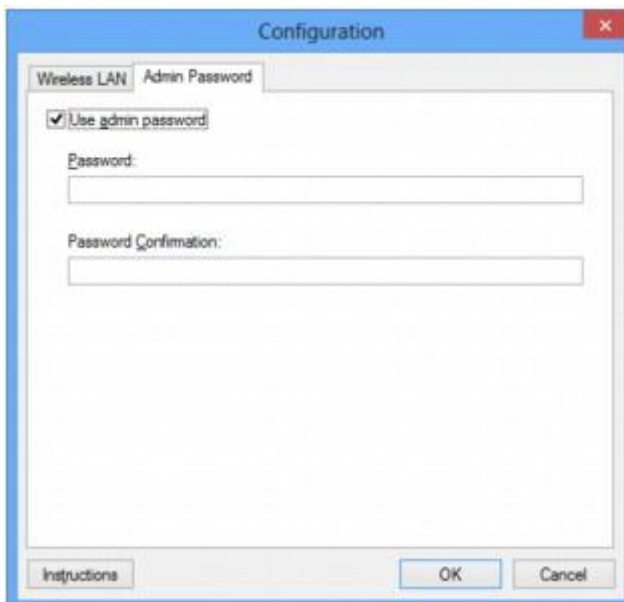 Configuration
Wireless LAN Admin Password
Use admin password
Password:
Password Confirmation:
Instructions OK Cancel